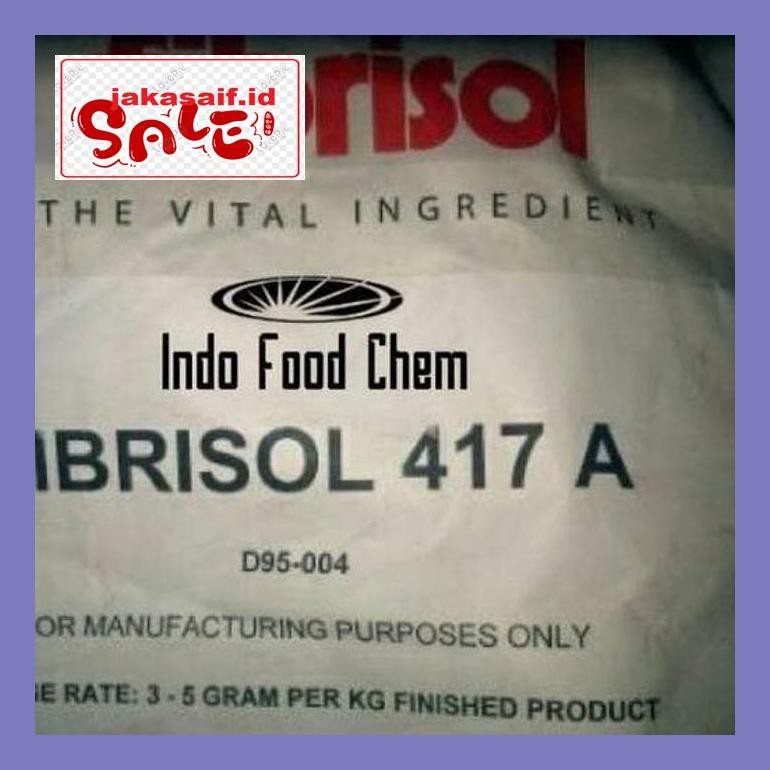 risol
jakasaif.id
SALE!
THE VITAL INGREDIENT
Indo Food Chem
IBRISOL 417 A
D95-004
OR MANUFACTURING PURPOSES ONLY
GE RATE: 3 - 5 GRAM PER KG FINISHED PRODUCT